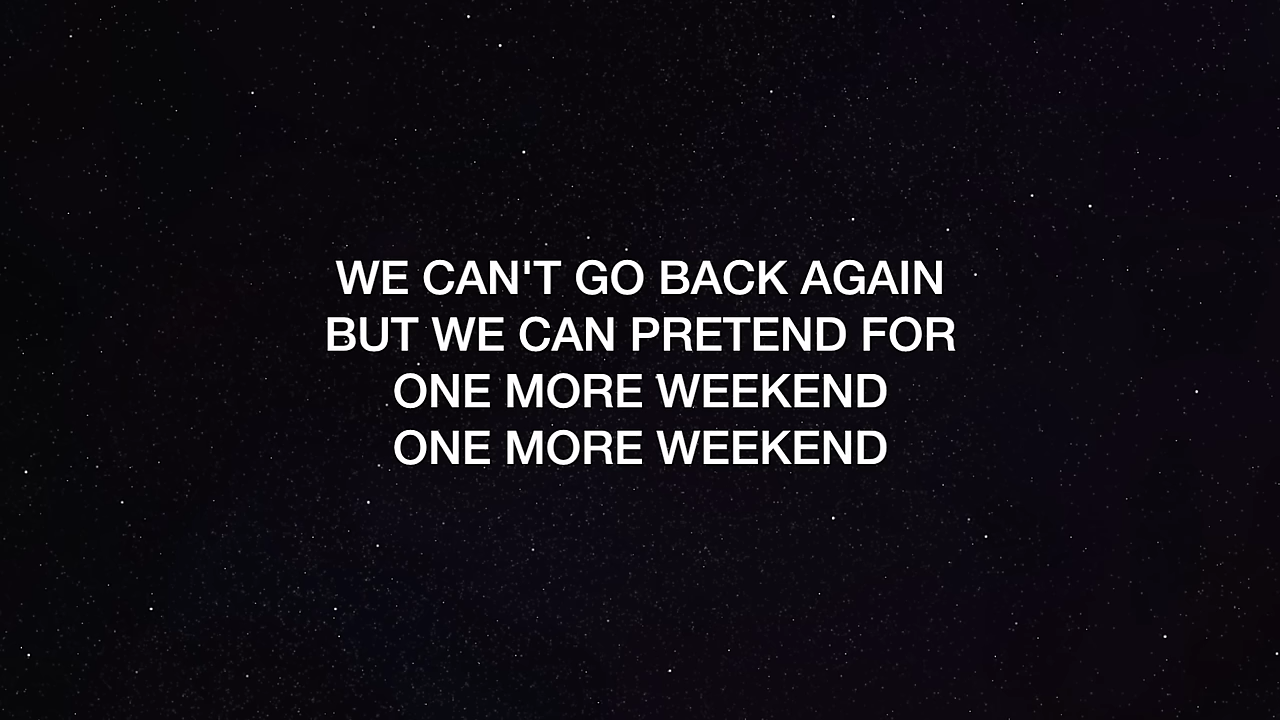 WE CAN'T GO BACK AGAIN
BUT WE CAN PRETEND FOR
ONE MORE WEEKEND
ONE MORE WEEKEND